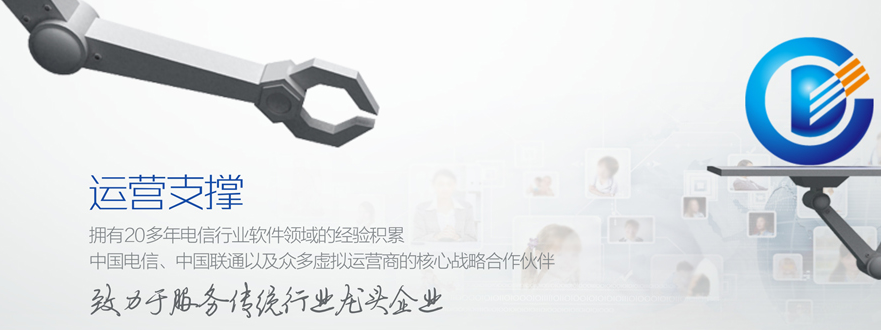 运营支撑
拥有20多年电信行业软件领域的经验积累
中国电信、中国联通以及众多虚拟运营商的核心战略合作伙伴
致力于服务传统行业龙头企业